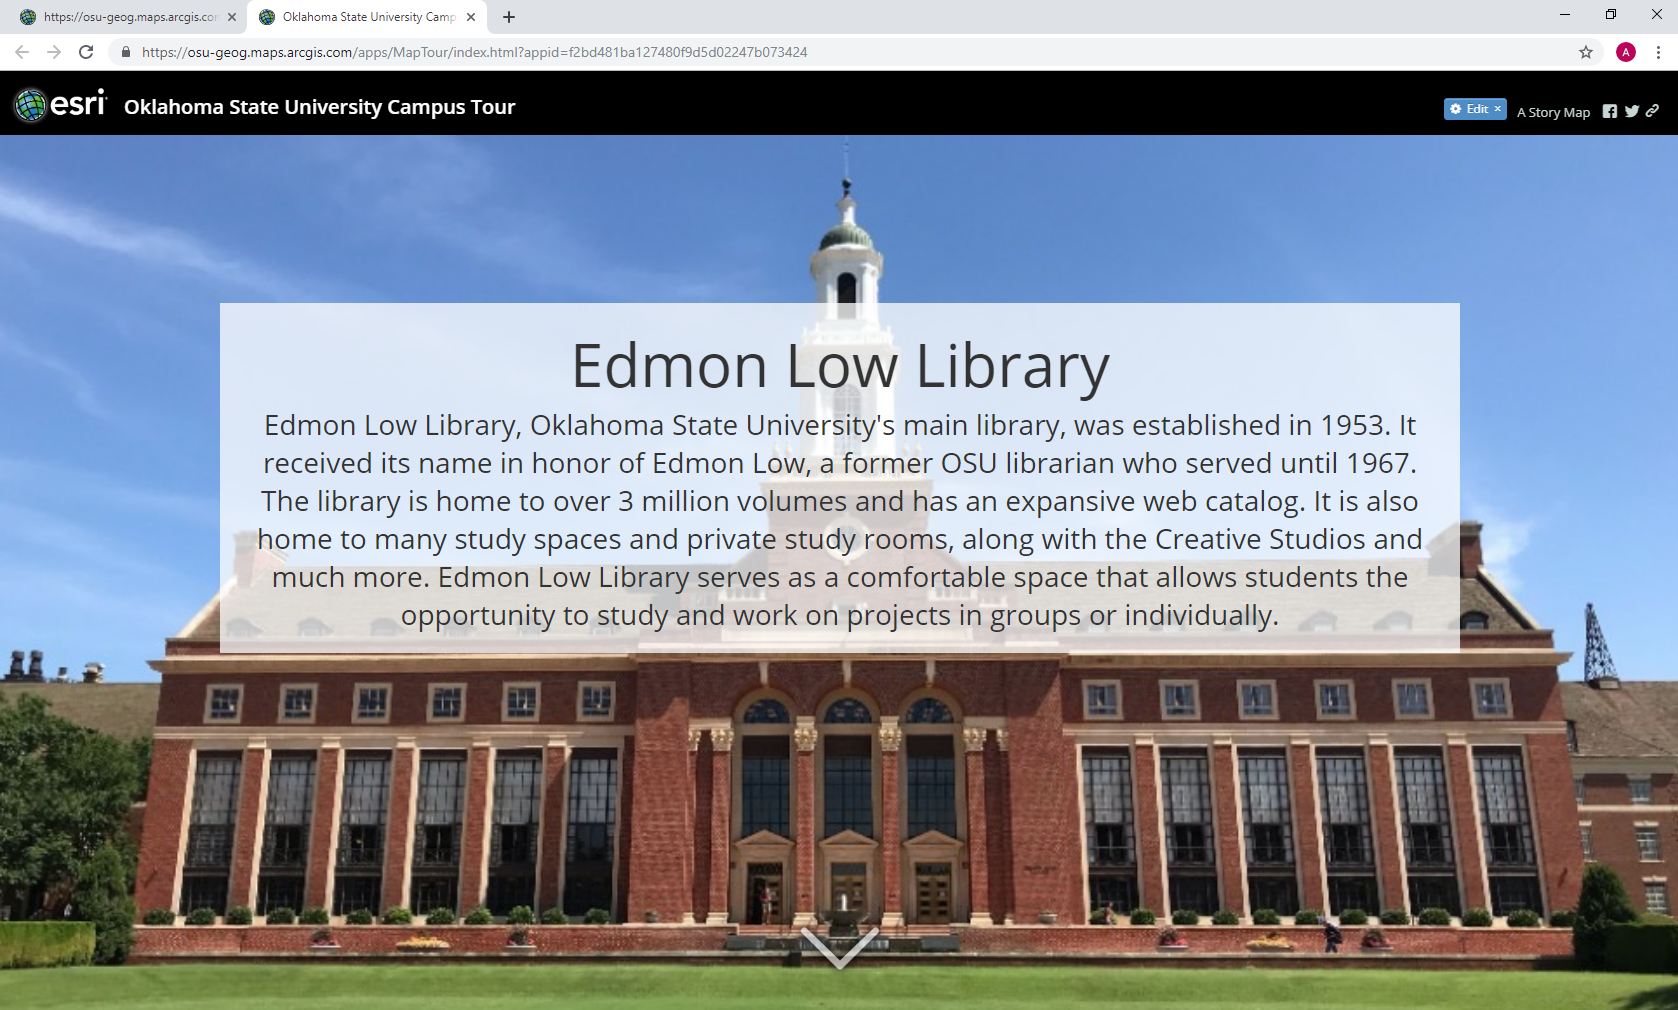 https://osu-geog.maps.arcgis.co
Oklahoma State University Camp
https://osu-geog.maps.arcgis.com/apps/MapTour/index.html?appid=f2bd481ba127480f9d5d02247b073424
A
esri
Oklahoma State University Campus Tour
Edit ×
A Story Map
Edmon Low Library
Edmon Low Library, Oklahoma State University's main library, was established in 1953. It
received its name in honor of Edmon Low, a former OSU librarian who served until 1967.
The library is home to over 3 million volumes and has an expansive web catalog. It is also
home to many study spaces and private study rooms, along with the Creative Studios and
much more. Edmon Low Library serves as a comfortable space that allows students the
opportunity to study and work on projects in groups or individually.